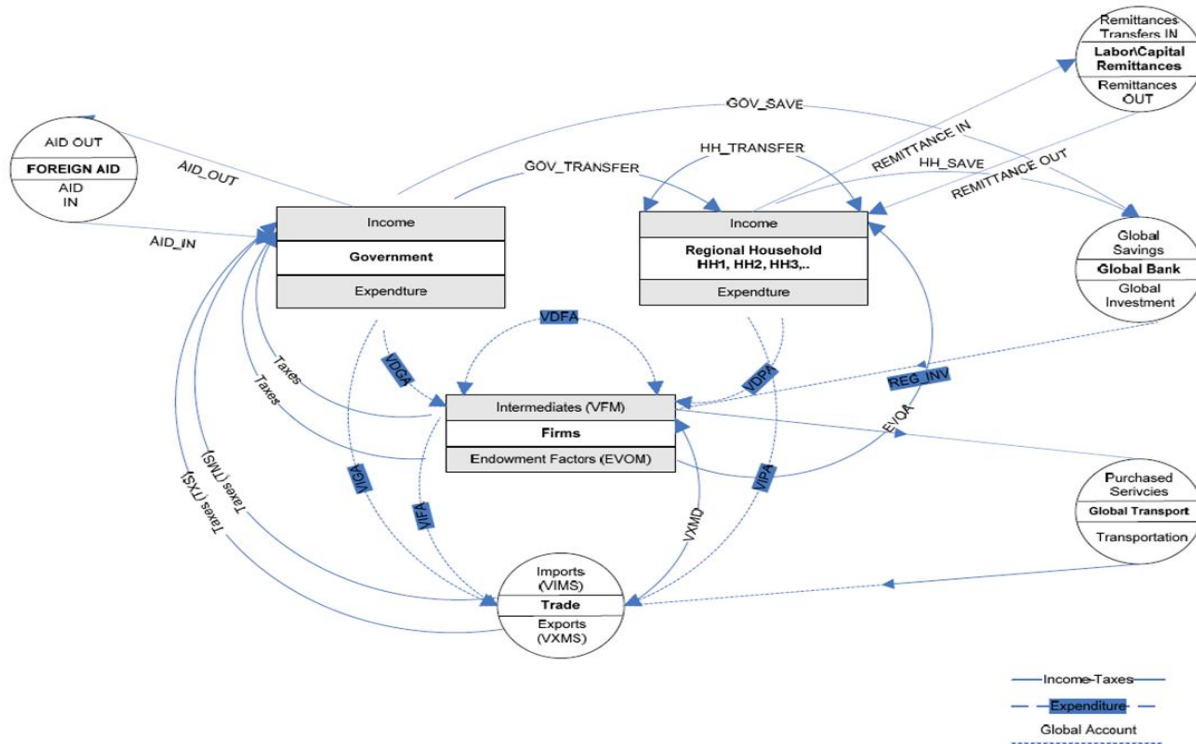 Remittances
Transfers IN
Labor\Capital
Remittances
Remittances
OUT
GOV_SAVE
AID OUT
FOREIGN AID
AID
IN
AID_OUT
AID_IN
GOV_TRANSFER
HH_TRANSFER
REMITTANCE IN
HH_SAVE
REMITTANCE OUT
Income
Government
Expenditure
Income
Regional Household
HH1, HH2, HH3,..
Expenditure
Global
Savings
Global Bank
Global
Investment
VDFA
VDGA
VDPA
REG_INV
EVOA
Taxes
Taxes
Intermediates (VFM)
Firms
Endowment Factors (EVOM)
VIGA
VIFA
VXMD
VIPA
Taxes (TMS)
Taxes (TXS)
Purchased
Serivcies
Global Transport
Transportation
Imports
(VIMS)
Trade
Exports
(VXMS)
Income-Taxes
Expenditure
Global Account